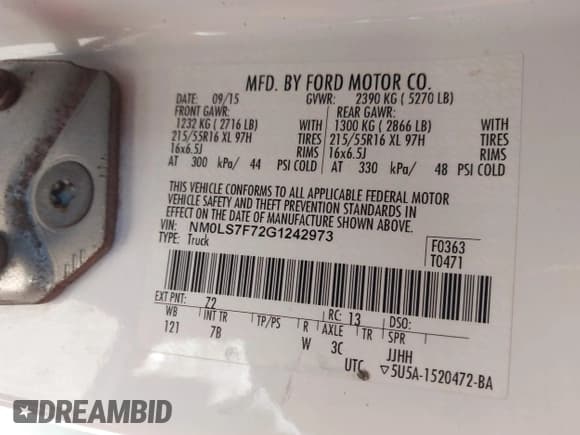 MFD. BY FORD MOTOR CO.
DATE: 09/15 GVWR: 2390 KG ( 5270 LB)
FRONT GAWR: REAR GAWR:
1232 KG ( 2716 LB) WITH 1300 KG ( 2866 LB) WITH
215/55R16 XL 97H TIRES 215/55R16 XL 97H TIRES
16x6.5J RIMS 16x6.5J RIMS
AT 300 kPa/ 44 PSI COLD AT 330 kPa/ 48 PSI COLD
THIS VEHICLE CONFORMS TO ALL APPLICABLE FEDERAL MOTOR
VEHICLE SAFETY AND THEFT PREVENTION STANDARDS IN
EFFECT ON THE DATE OF MANUFACTURE SHOWN ABOVE.
VIN: NM0LS7F72G1242973
TYPE: Truck
F0363
T0471
EXT PNT: 7Z RC: 13 DSO:
WB INT TR TP/PS R AXLE TR SPR
121 7B W 3C JJHH
UTC ▽5U5A-1520472-BA
DREAMBID